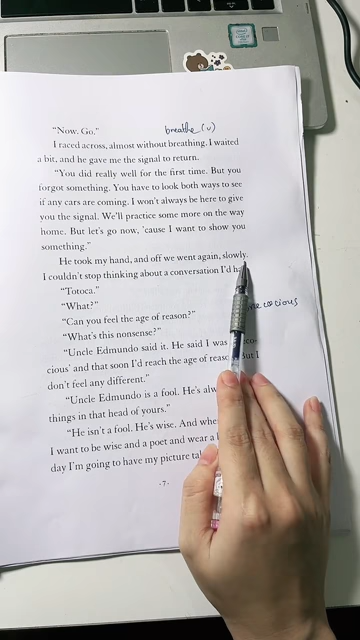 breathe (v)
"Now. Go."
I raced across, almost without breathing. I waited
a bit, and he gave me the signal to return.
"You did really well for the first time. But you
forgot something. You have to look both ways to see
if any cars are coming. I won't always be here to give
you the signal. We'll practice some more on the way
home. But let's go now, 'cause I want to show you
something."
He took my hand, and off we went again, slowly.
I couldn't stop thinking about a conversation I'd
"Totoca."
"What?"
"Can you feel the age of reason?"
"What's this nonsense?"
"Uncle Edmundo said it. He said I was
cious' and that soon I'd reach the age of But I
don't feel any different."
"Uncle Edmundo is a fool. He's
things in that head of yours."
"He isn't a fool. He's wise. And
I want to be wise and a poet and wear a
day I'm going to have my picture
-7-